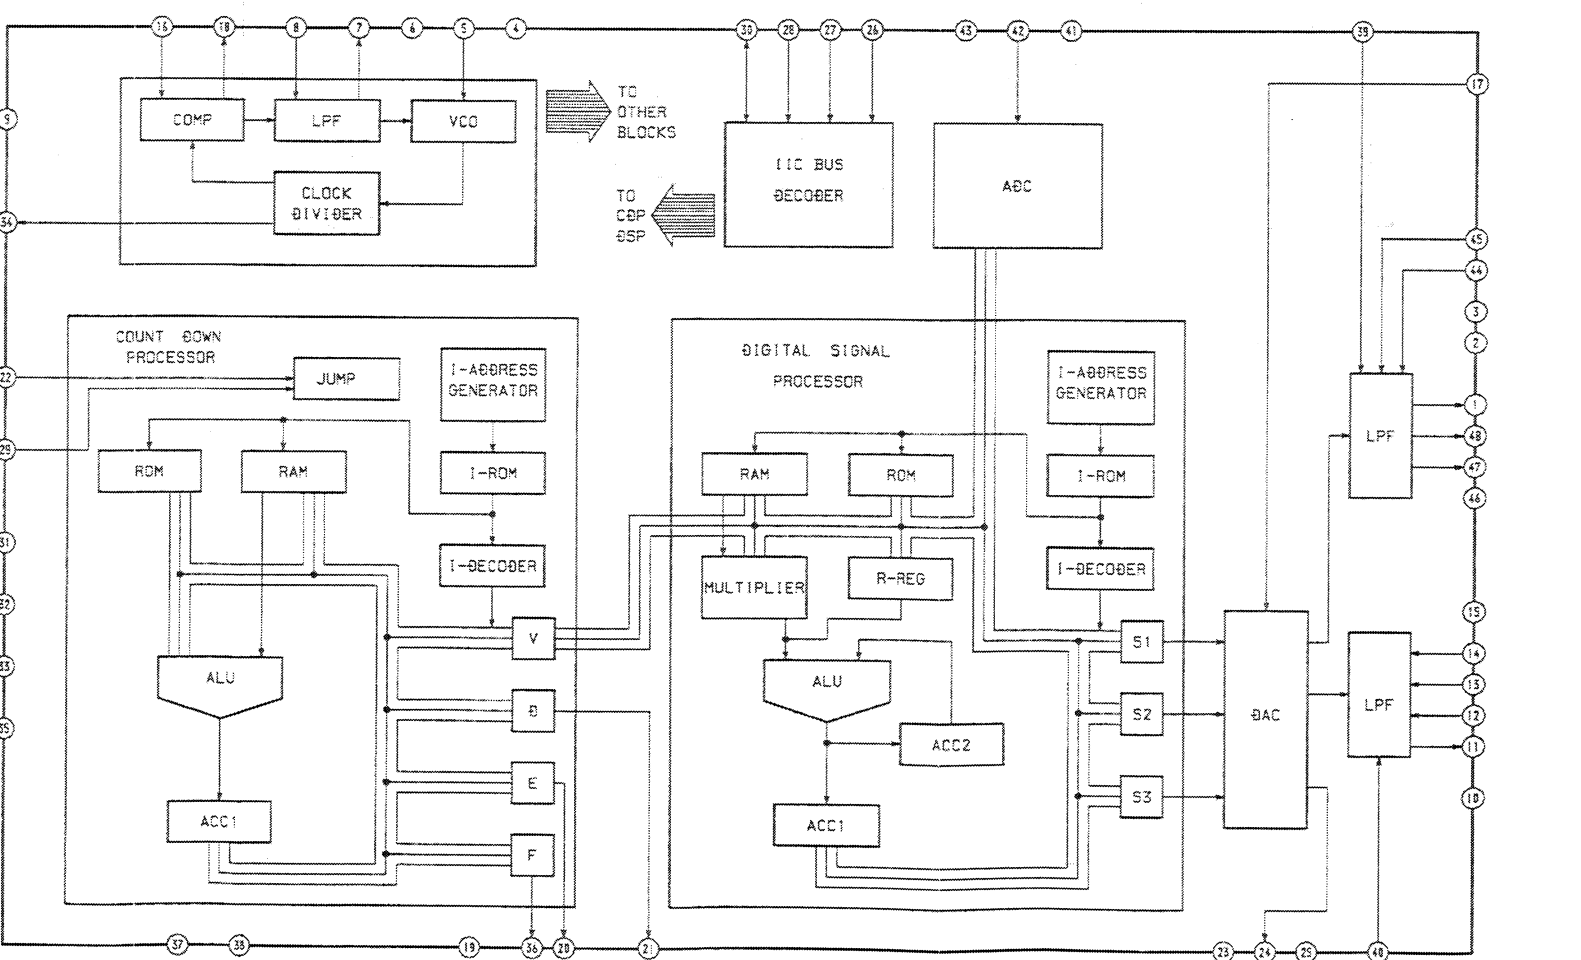 16 18 8 7 6 5 4 30 28 27 26 43 42 41 39
17
9
COMP
LPF
VCO
CLOCK
DIVIDER
34
TO
OTHER
BLOCKS
TO
CDP
DSP
IIC BUS
DECODER
ADC
45
44
3
2
1
48
47
46
LPF
COUNT DOWN
PROCESSOR
22
JUMP
I-ADDRESS
GENERATOR
29
ROM
RAM
I-ROM
I-DECODER
31
32
33
35
ALU
ACC1
V
D
E
F
DIGITAL SIGNAL
PROCESSOR
I-ADDRESS
GENERATOR
RAM
ROM
I-ROM
MULTIPLIER
R-REG
I-DECODER
ALU
ACC2
ACC1
S1
S2
S3
DAC
LPF
15
14
13
12
11
10
37 38 19 36 20 21 23 24 25 40